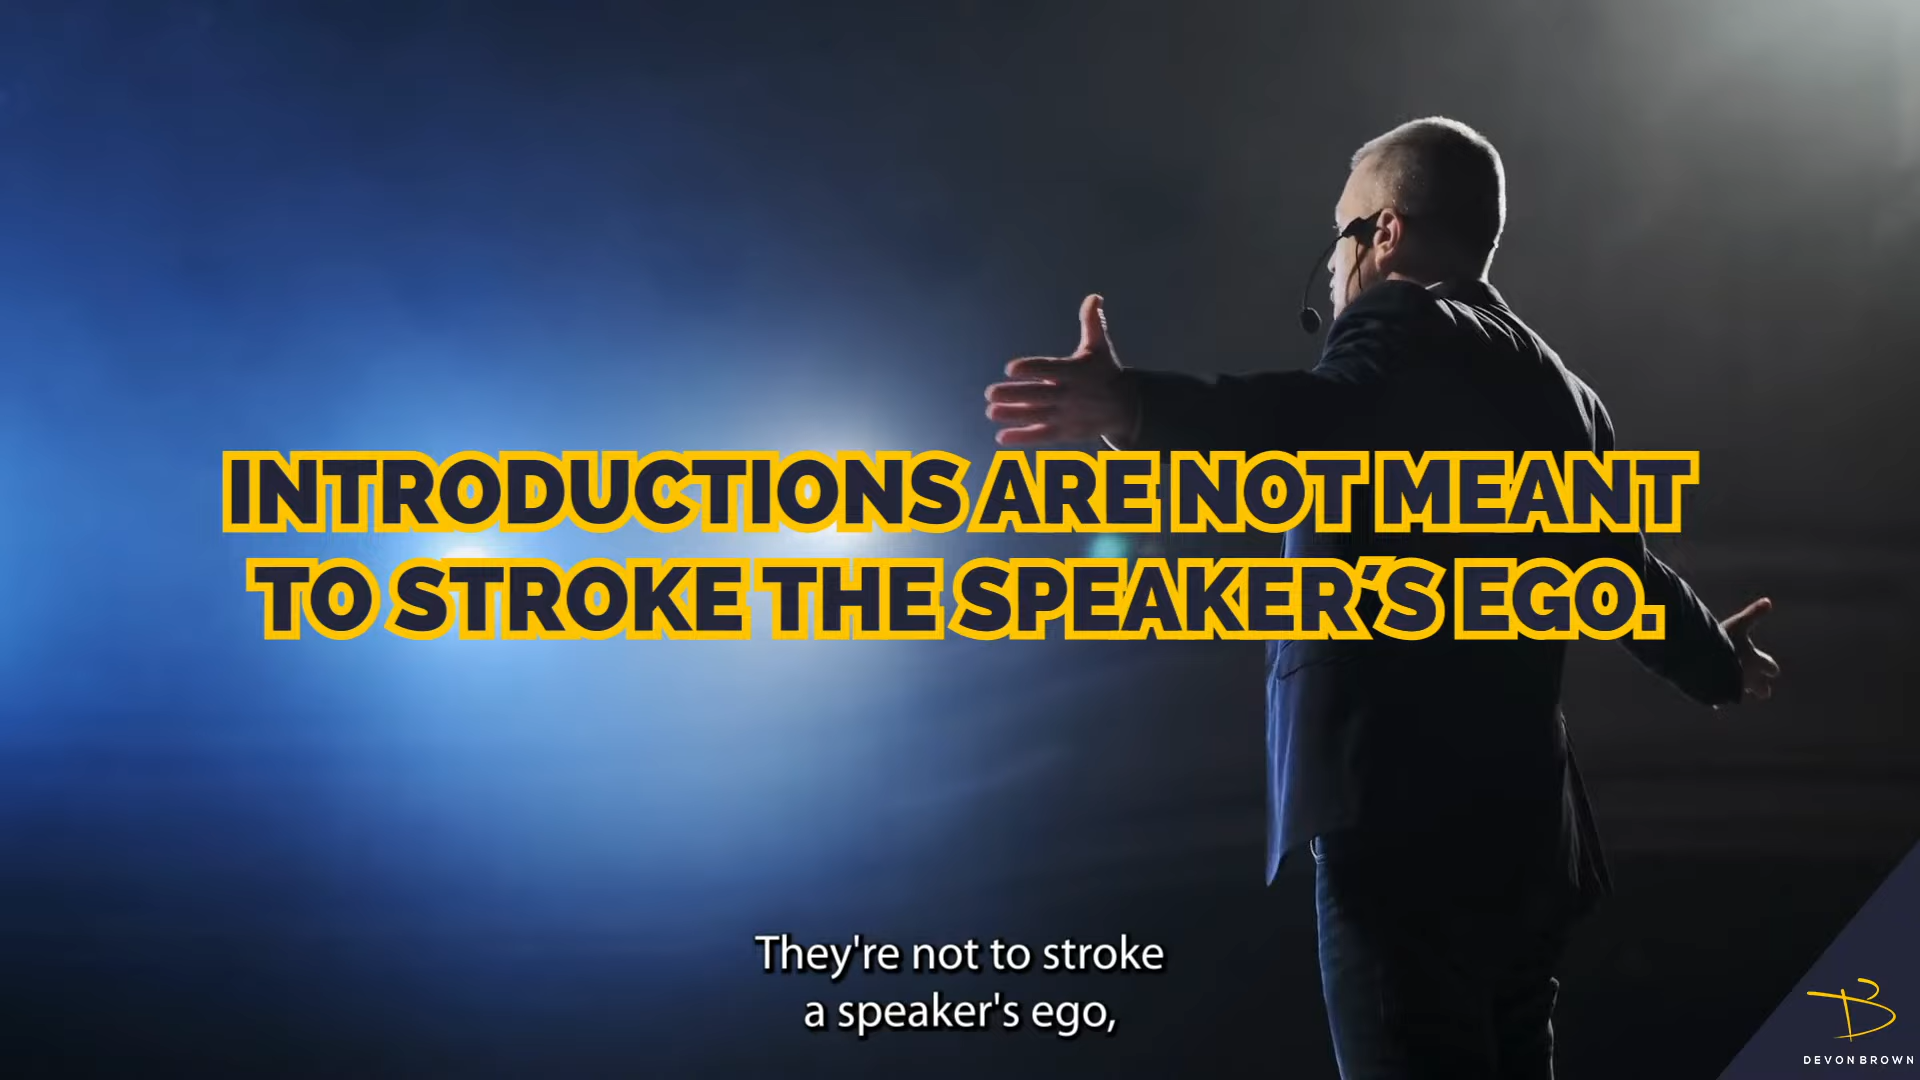 INTRODUCTIONS ARE NOT MEANT
TO STROKE THE SPEAKER'S EGO.
They're not to stroke
a speaker's ego,
DEVON BROWN